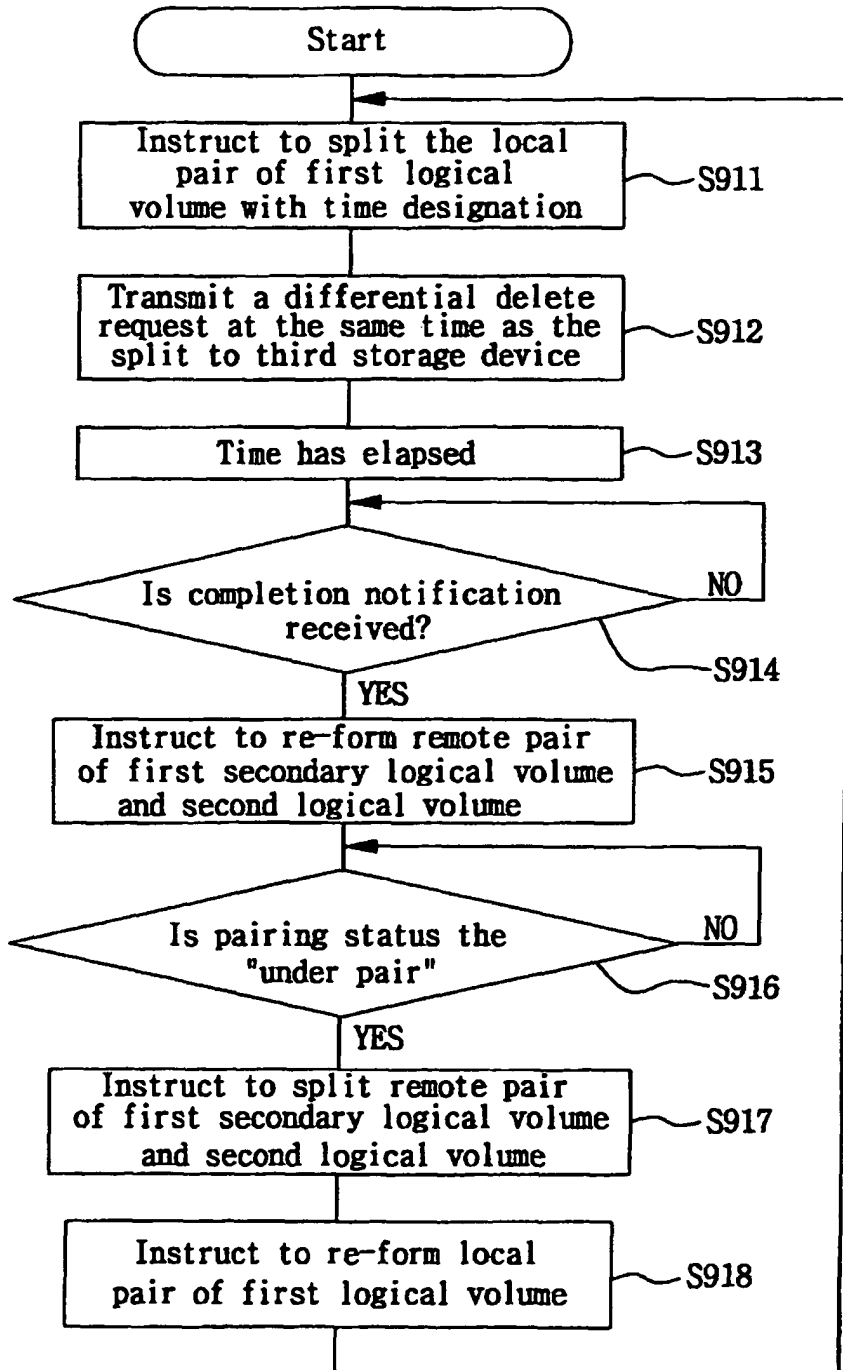 Start
Instruct to split the local
pair of first logical
volume with time designation
S911
Transmit a differential delete
request at the same time as the
split to third storage device
S912
Time has elapsed
S913
Is completion notification
received?
NO
S914
YES
Instruct to re-form remote pair
of first secondary logical volume
and second logical volume
S915
Is pairing status the
"under pair"
NO
S916
YES
Instruct to split remote pair
of first secondary logical volume
and second logical volume
S917
Instruct to re-form local
pair of first logical volume
S918